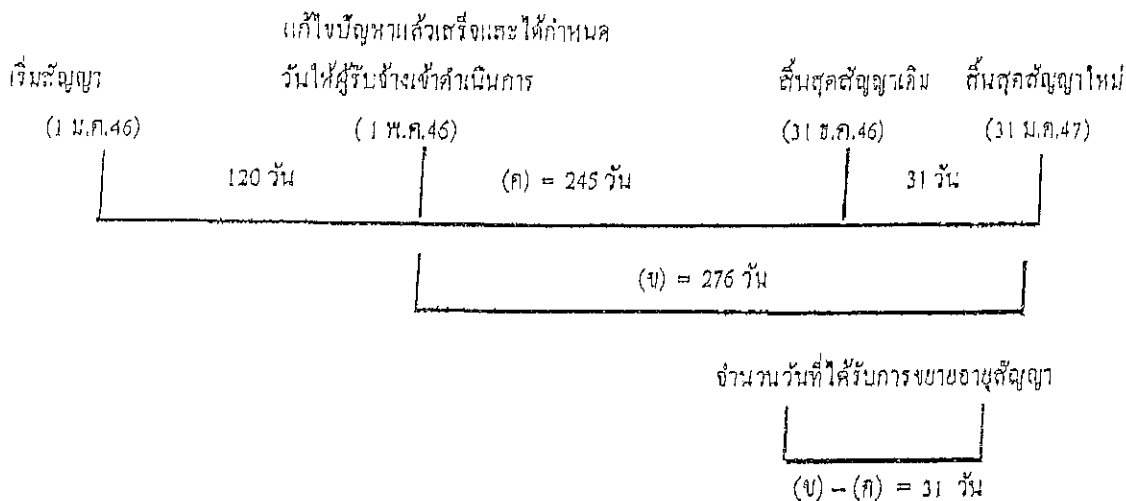 แก้ไขปัญหาแล้วเสร็จและได้กำหนด
เริ่มสัญญา วันให้ผู้รับจ้างเข้าดำเนินการ สิ้นสุดสัญญาเดิม สิ้นสุดสัญญาใหม่
(1 ม.ค.46) (1 พ.ค.46) (31 ธ.ค.46) (31 ม.ค.47)
120 วัน (ค) = 245 วัน 31 วัน
(ข) = 276 วัน
จำนวนวันที่ได้รับการขยายอายุสัญญา
(ข) – (ค) = 31 วัน